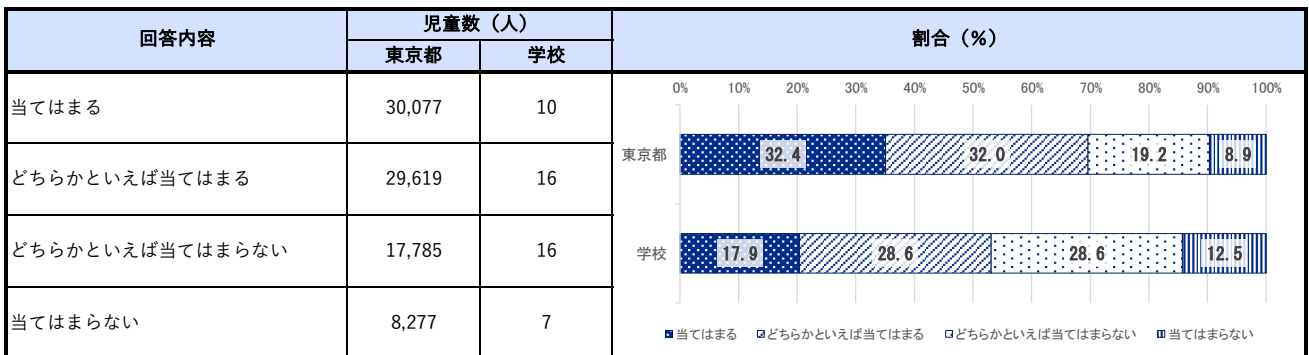 回答内容 児童数（人） 割合（％）
東京都 学校
当てはまる 30,077 10
どちらかといえば当てはまる 29,619 16
どちらかといえば当てはまらない 17,785 16
当てはまらない 8,277 7
0% 10% 20% 30% 40% 50% 60% 70% 80% 90% 100%
東京都 32.4 32.0 19.2 8.9
学校 17.9 28.6 28.6 12.5
当てはまる どちらかといえば当てはまる どちらかといえば当てはまらない 当てはまらない